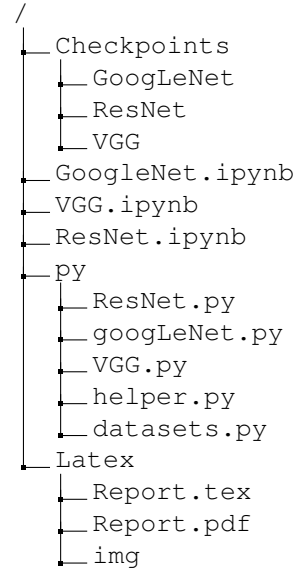 /
Checkpoints
GoogLeNet
ResNet
VGG
GoogleNet.ipynb
VGG.ipynb
ResNet.ipynb
py
ResNet.py
googLeNet.py
VGG.py
helper.py
datasets.py
Latex
Report.tex
Report.pdf
img